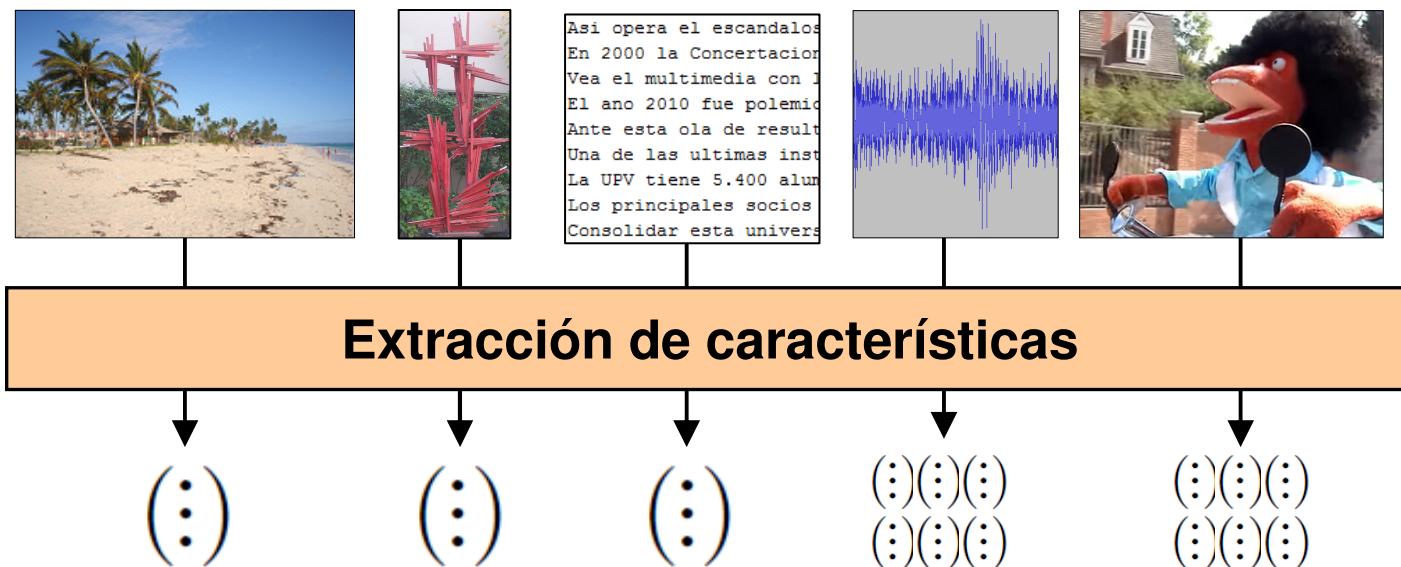 Asi opera el escandalos
En 2000 la Concertacion
Vea el multimedia con
El ano 2010 fue polemic
Ante esta ola de result
Una de las ultimas inst
La UPV tiene 5.400 alum
Los principales socios
Consolidar esta univers
Extracción de características